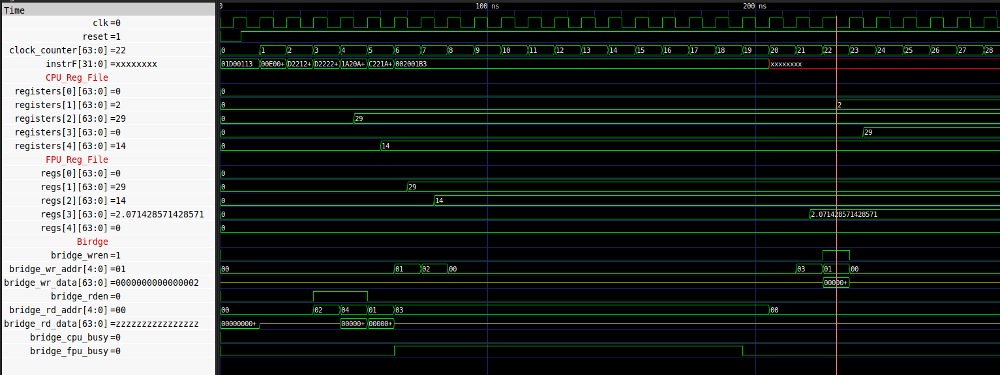 Time 0 100 ns 200 ns
clk=0
reset=1
clock_counter[63:0]=22 0 1 2 3 4 5 6 7 8 9 10 11 12 13 14 15 16 17 18 19 20 21 22 23 24 25 26 27 28
instrF[31:0]=xxxxxxxx 01D00113 00E00+ D2212+ D2222+ 1A20A+ C221A+ 002001B3 xxxxxxxx
CPU_Reg_File
registers[0][63:0]=0 0
registers[1][63:0]=2 0 2
registers[2][63:0]=29 0 29
registers[3][63:0]=0 0 29
registers[4][63:0]=14 0 14
FPU_Reg_File
regs[0][63:0]=0 0
regs[1][63:0]=29 0 29
regs[2][63:0]=14 0 14
regs[3][63:0]=2.071428571428571 0 2.071428571428571
regs[4][63:0]=0 0
Birdge
bridge_wren=1
bridge_wr_addr[4:0]=01 00 01 02 00 03 01 00
bridge_wr_data[63:0]=0000000000000002 00000+
bridge_rden=0
bridge_rd_addr[4:0]=00 00 02 04 01 03 00
bridge_rd_data[63:0]=zzzzzzzzzzzzzzzz 00000000+ 00000+ 00000+
bridge_cpu_busy=0
bridge_fpu_busy=0